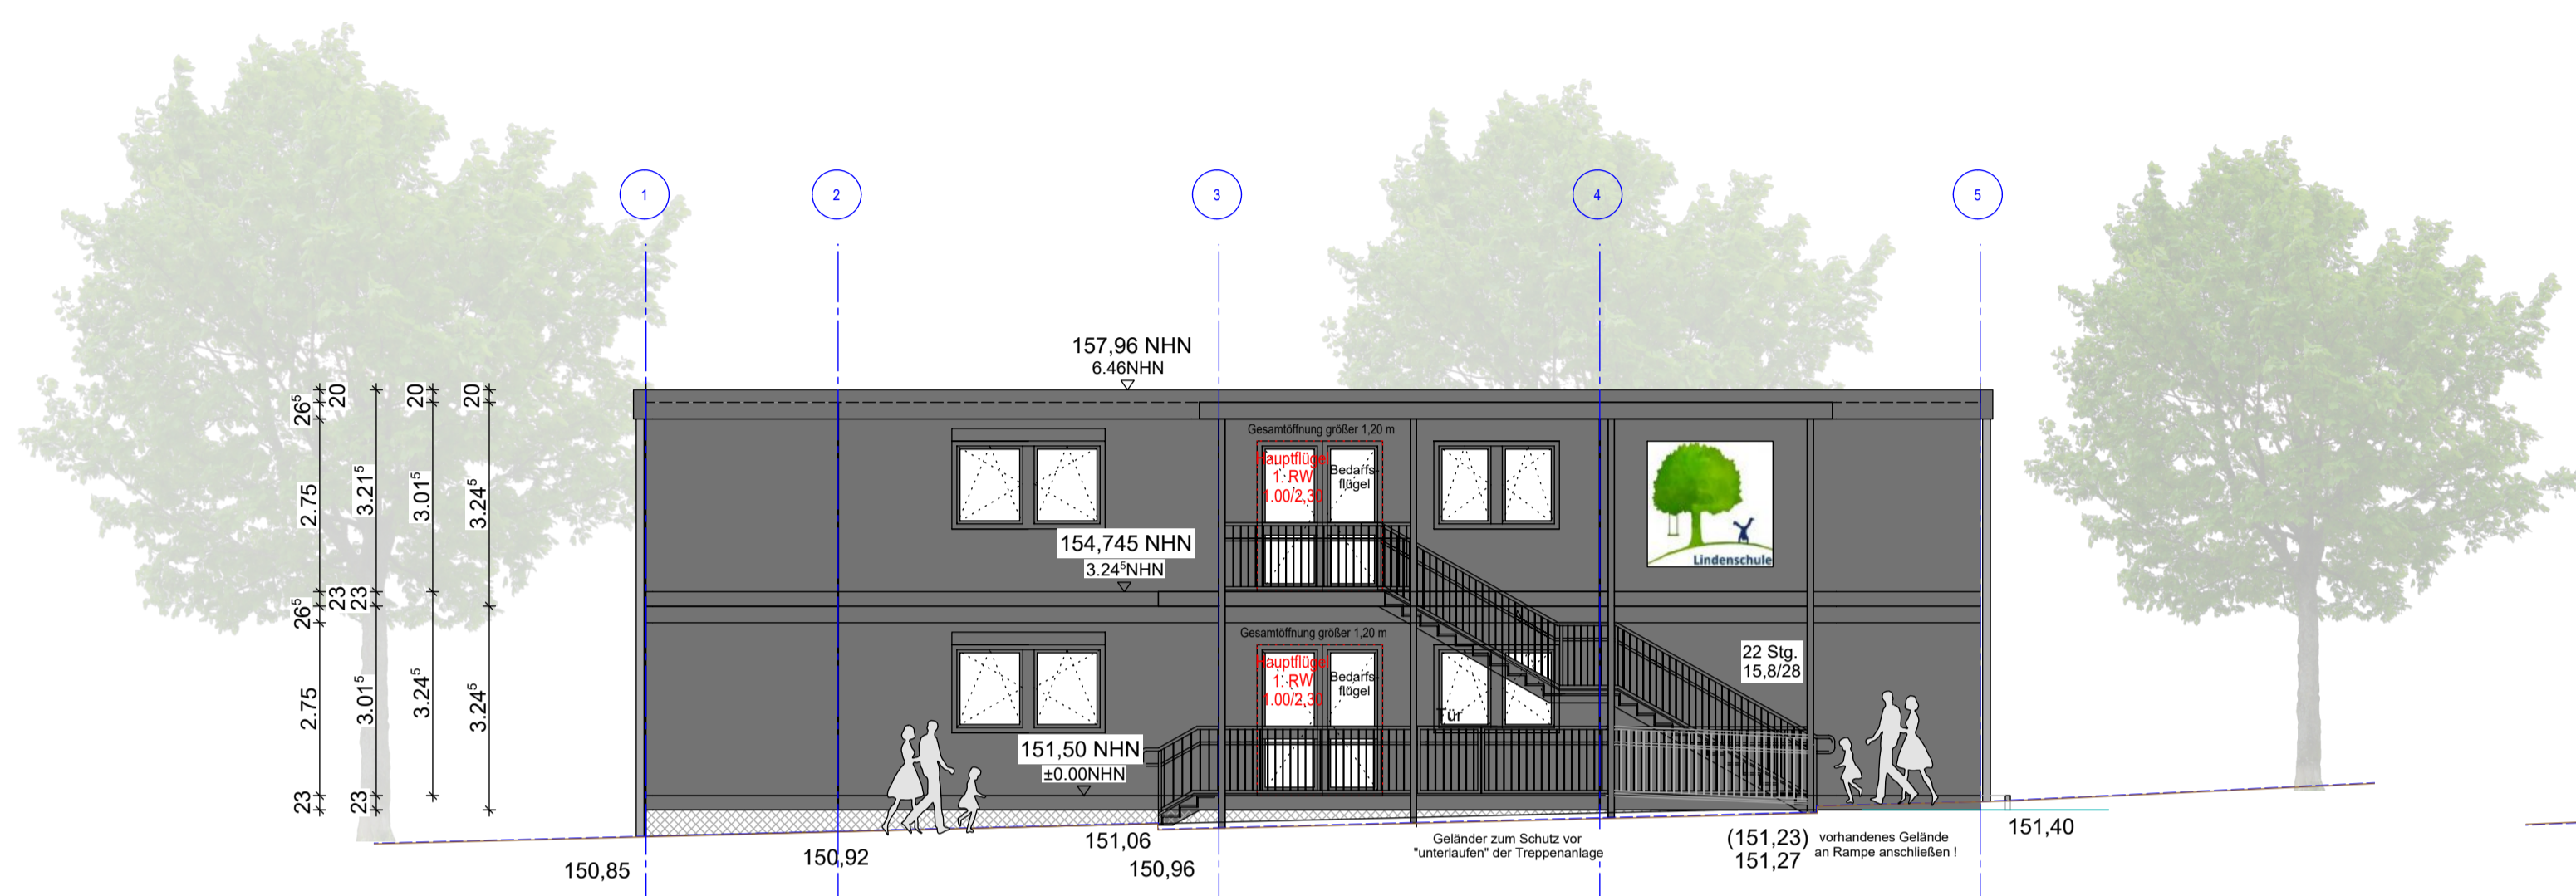 1
2
3
4
5
157,96 NHN
6.46NHN
20
26⁵
2.75
26⁵
2.75
23
20
23
3.21⁵
23
3.01⁵
23
20
3.01⁵
3.24⁵
20
3.24⁵
3.24⁵
Gesamtöffnung größer 1,20 m
Hauptflügel
1. RW
1.00/2,30
Bedarfs-
flügel
154,745 NHN
3.24⁵NHN
Lindenschule
Gesamtöffnung größer 1,20 m
Hauptflügel
1. RW
1.00/2,30
Bedarfs-
flügel
22 Stg.
15,8/28
Tür
151,50 NHN
±0.00NHN
150,85
150,92
151,06
150,96
Geländer zum Schutz vor
"unterlaufen" der Treppenanlage
(151,23)
151,27
vorhandenes Gelände
an Rampe anschließen !
151,40